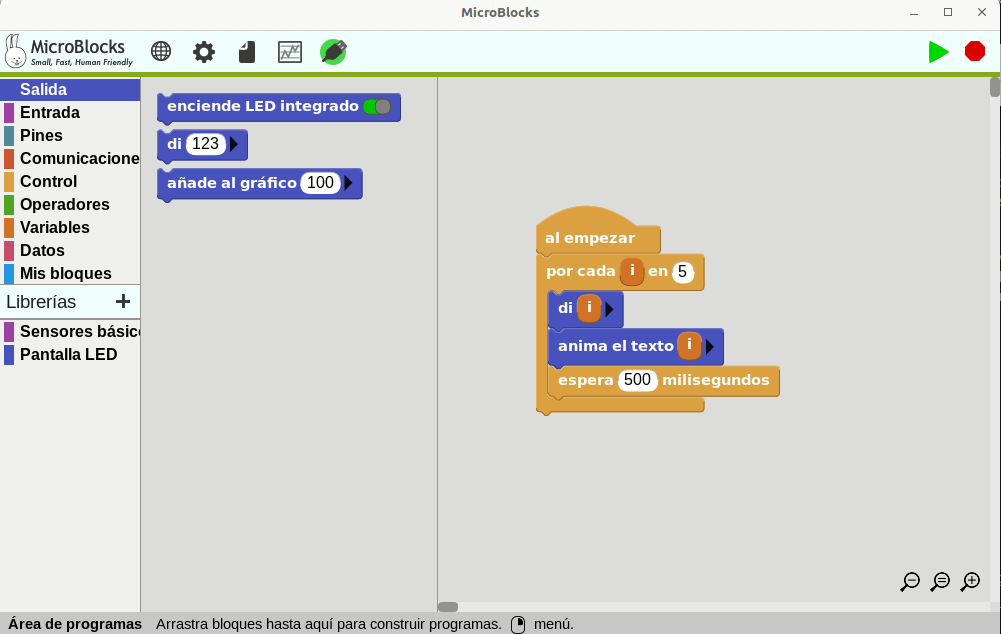 MicroBlocks
MicroBlocks
Small, Fast, Human Friendly
Salida
Entrada
Pines
Comunicacione
Control
Operadores
Variables
Datos
Mis bloques
Librerías +
Sensores básic
Pantalla LED
enciende LED integrado
di 123
añade al gráfico 100
al empezar
por cada i en 5
di i
anima el texto i
espera 500 milisegundos
Área de programas Arrastra bloques hasta aquí para construir programas. menú.